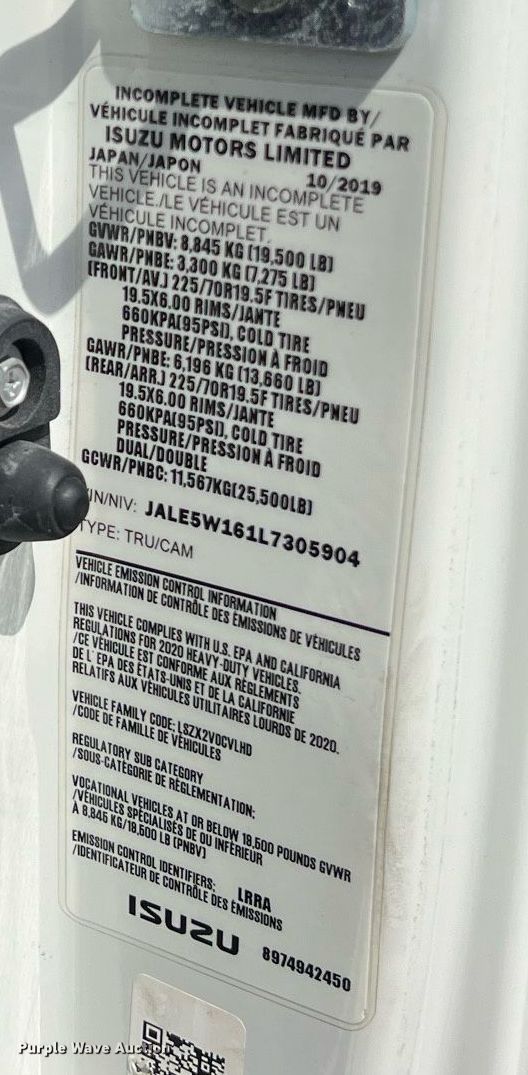 INCOMPLETE VEHICLE MFD BY/
VÉHICULE INCOMPLET FABRIQUÉ PAR
ISUZU MOTORS LIMITED
JAPAN/JAPON 10/2019
THIS VEHICLE IS AN INCOMPLETE
VEHICLE./LE VÉHICULE EST UN
VÉHICULE INCOMPLET.
GVWR/PNBV: 8,845 KG (19,500 LB)
GAWR/PNBE: 3,300 KG (7,275 LB)
(FRONT/AV.) 225/70R19.5F TIRES/PNEU
19.5X6.00 RIMS/JANTE
660KPA(95PSI), COLD TIRE
PRESSURE/PRESSION À FROID
GAWR/PNBE: 6,196 KG (13,660 LB)
(REAR/ARR.) 225/70R19.5F TIRES/PNEU
19.5X6.00 RIMS/JANTE
660KPA(95PSI), COLD TIRE
PRESSURE/PRESSION À FROID
DUAL/DOUBLE
GCWR/PNBC: 11,567KG(25,500LB)
IN/NIV: JALE5W161L7305904
TYPE: TRU/CAM
VEHICLE EMISSION CONTROL INFORMATION
/INFORMATION DE CONTRÔLE DES ÉMISSIONS DE VÉHICULES
THIS VEHICLE COMPLIES WITH U.S. EPA AND CALIFORNIA
REGULATIONS FOR 2020 HEAVY-DUTY VEHICLES.
/CE VÉHICULE EST CONFORME AUX RÈGLEMENTS
DE L'EPA DES ÉTATS-UNIS ET DE LA CALIFORNIE
RELATIFS AUX VÉHICULES UTILITAIRES LOURDS DE 2020.
VEHICLE FAMILY CODE: LSZX2VOCVLHD
/CODE DE FAMILLE DE VÉHICULES
REGULATORY SUB CATEGORY
/SOUS-CATÉGORIE DE RÉGLEMENTATION:
VOCATIONAL VEHICLES AT OR BELOW 19,500 POUNDS GVWR
/VÉHICULES SPÉCIALISÉS DE OU INFÉRIEUR
À 8,845 KG/19,500 LB (PNBV)
EMISSION CONTROL IDENTIFIERS: LRRA
/IDENTIFICATEUR DE CONTRÔLE DES ÉMISSIONS
ISUZU 8974942450
Purple Wave Auction